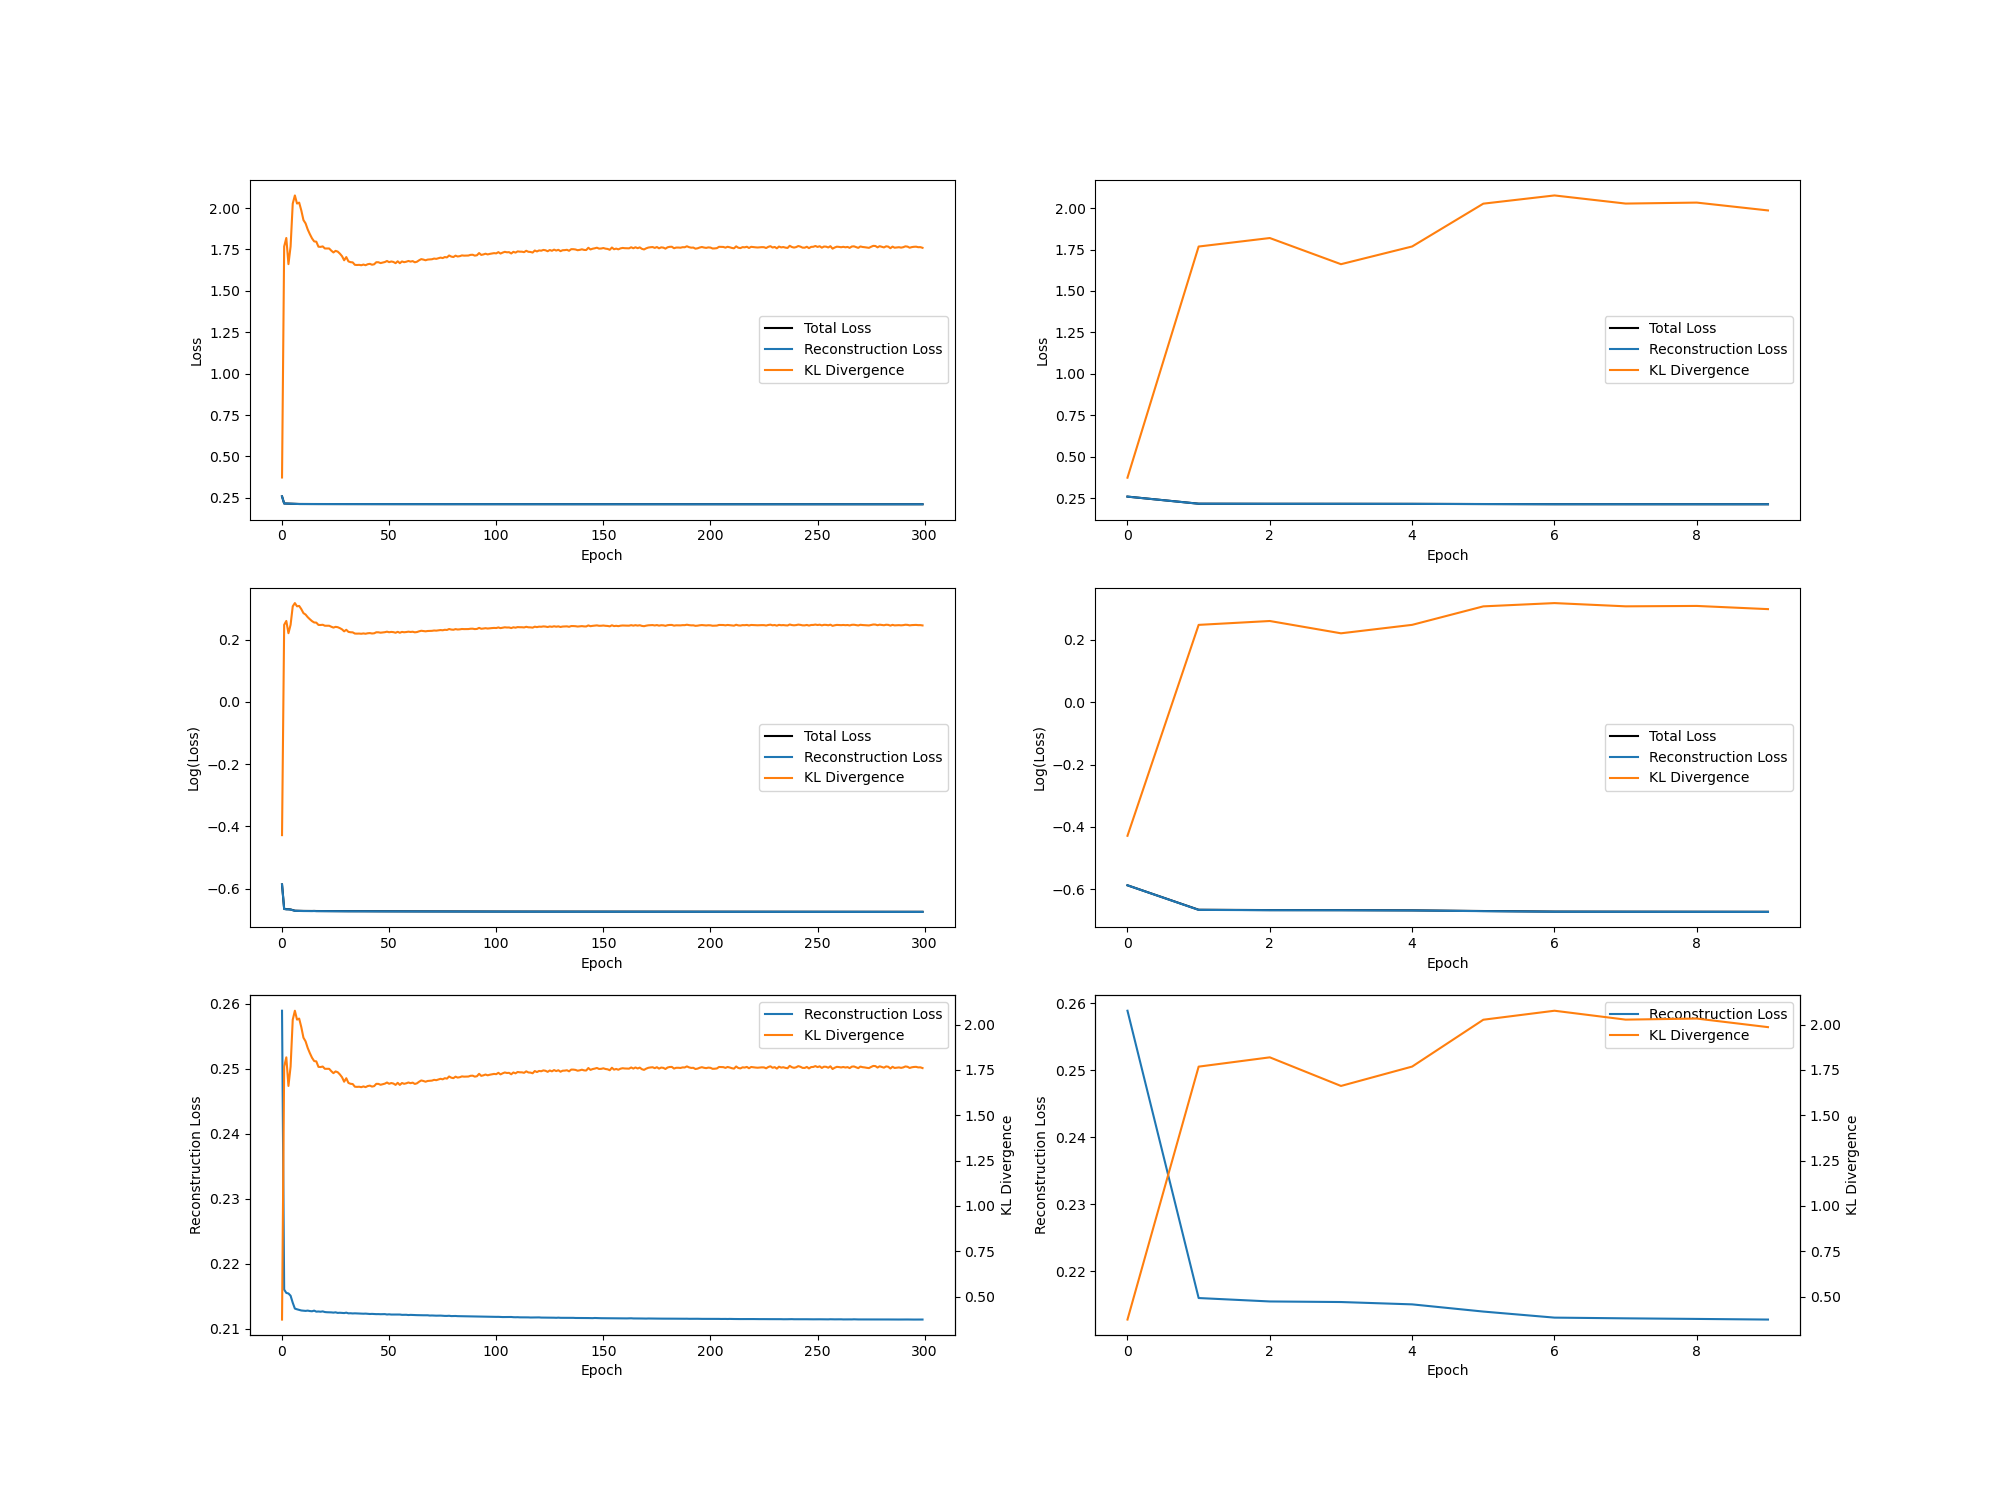 2.00
1.75
1.50
1.25
1.00
0.75
0.50
0.25
Loss
Total Loss
Reconstruction Loss
KL Divergence
0 50 100 150 200 250 300
Epoch
2.00
1.75
1.50
1.25
1.00
0.75
0.50
0.25
Loss
Total Loss
Reconstruction Loss
KL Divergence
0 2 4 6 8
Epoch
0.2
0.0
−0.2
−0.4
−0.6
Log(Loss)
Total Loss
Reconstruction Loss
KL Divergence
0 50 100 150 200 250 300
Epoch
0.2
0.0
−0.2
−0.4
−0.6
Log(Loss)
Total Loss
Reconstruction Loss
KL Divergence
0 2 4 6 8
Epoch
0.26
0.25
0.24
0.23
0.22
0.21
Reconstruction Loss
Reconstruction Loss
KL Divergence
2.00
1.75
1.50
1.25
1.00
0.75
0.50
KL Divergence
0 50 100 150 200 250 300
Epoch
0.26
0.25
0.24
0.23
0.22
Reconstruction Loss
Reconstruction Loss
KL Divergence
2.00
1.75
1.50
1.25
1.00
0.75
0.50
KL Divergence
0 2 4 6 8
Epoch